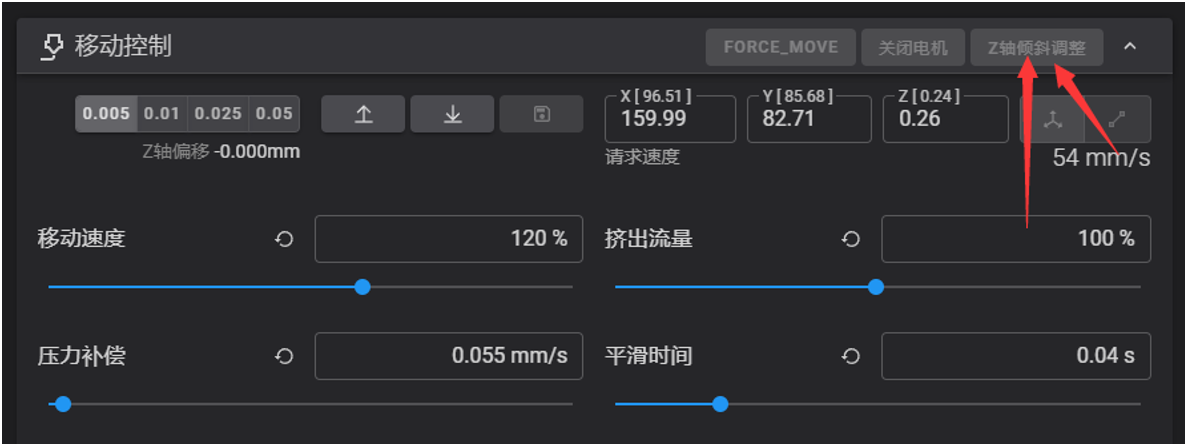 移动控制 FORCE_MOVE 关闭电机 Z轴倾斜调整
0.005 0.01 0.025 0.05
Z轴偏移 -0.000mm
X [ 96.51 ] Y [ 85.68 ] Z [ 0.24 ]
159.99 82.71 0.26
请求速度 54 mm/s
移动速度 120 % 挤出流量 100 %
压力补偿 0.055 mm/s 平滑时间 0.04 s